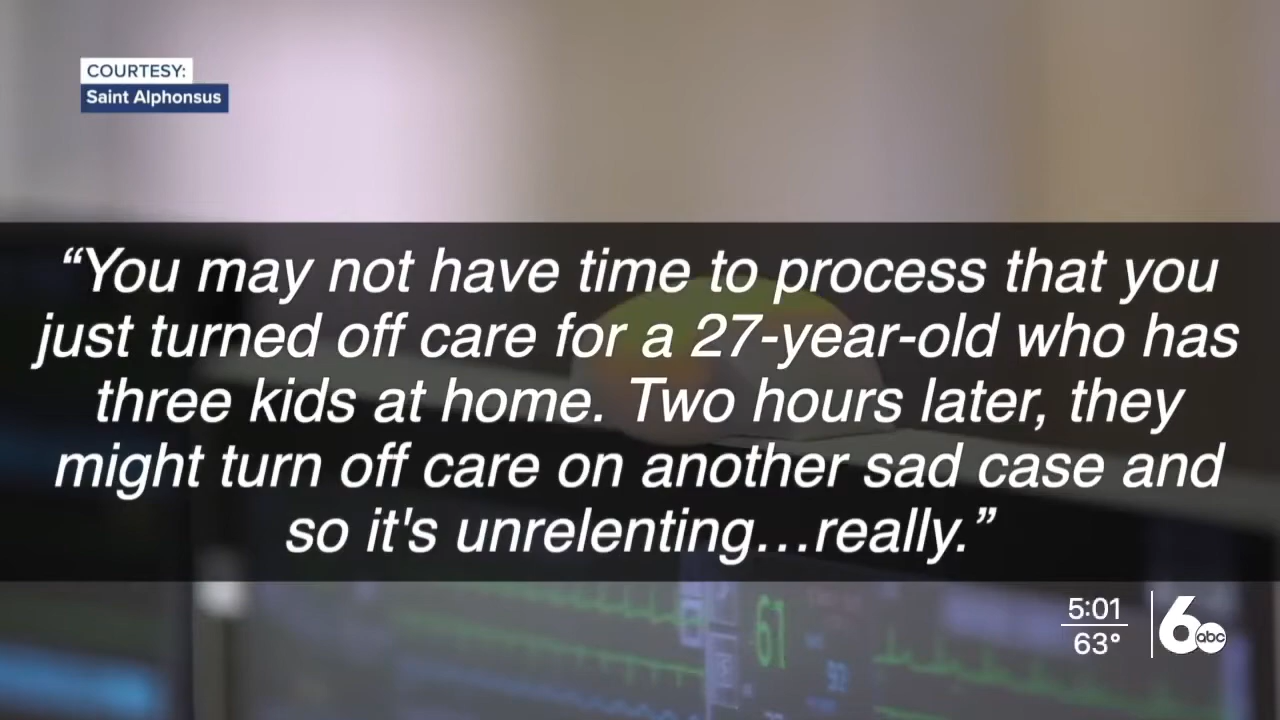 COURTESY:
Saint Alphonsus
“You may not have time to process that you
just turned off care for a 27-year-old who has
three kids at home. Two hours later, they
might turn off care on another sad case and
so it's unrelenting…really.”
61
93
5:01
63°
6
abc